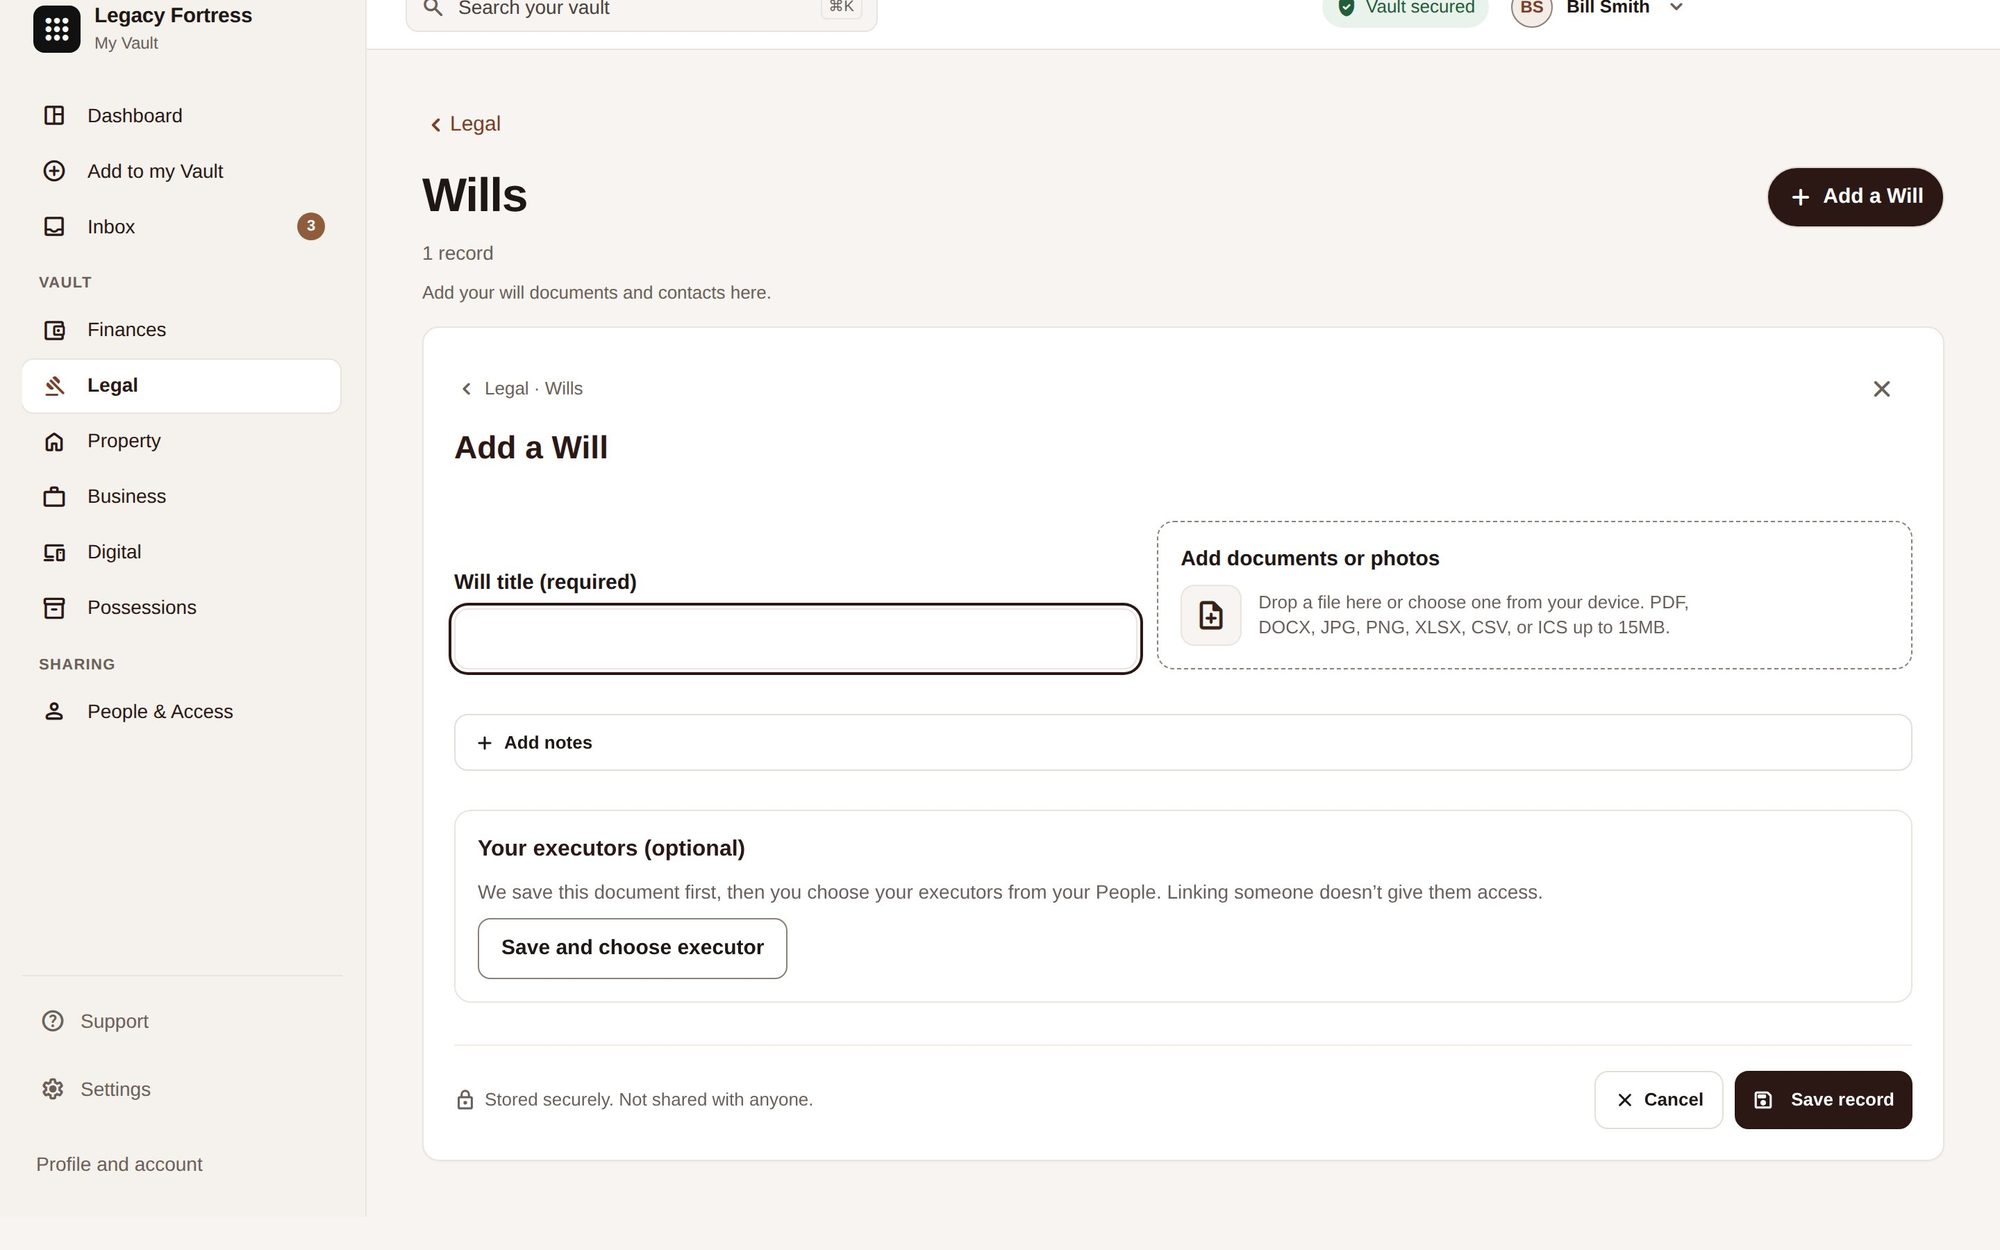 Legacy Fortress
My Vault
Search your vault
⌘K
Vault secured
BS
Bill Smith
Dashboard
Add to my Vault
Inbox
3
VAULT
Finances
Legal
Property
Business
Digital
Possessions
SHARING
People & Access
Support
Settings
Profile and account
Legal
Wills
Add a Will
1 record
Add your will documents and contacts here.
Legal · Wills
Add a Will
Will title (required)
Add documents or photos
Drop a file here or choose one from your device. PDF,
DOCX, JPG, PNG, XLSX, CSV, or ICS up to 15MB.
Add notes
Your executors (optional)
We save this document first, then you choose your executors from your People. Linking someone doesn’t give them access.
Save and choose executor
Stored securely. Not shared with anyone.
Cancel
Save record